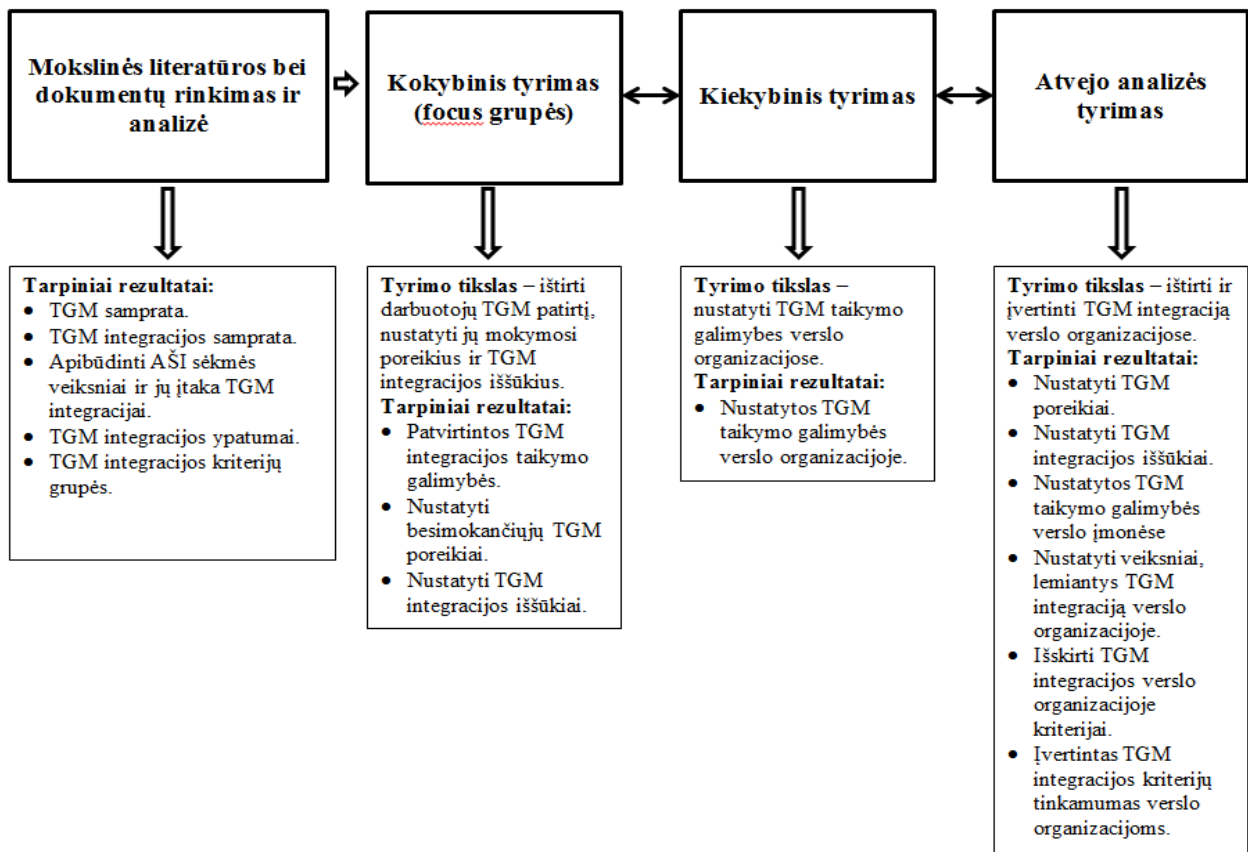 Mokslinės literatūros bei
dokumentų rinkimas ir
analizė
Kokybinis tyrimas
(focus grupės)
Kiekybinis tyrimas
Atvejo analizės
tyrimas
Tarpiniai rezultatai:
• TGM samprata.
• TGM integracijos samprata.
• Apibūdinti AŠI sėkmės
veiksniai ir jų įtaka TGM
integracijai.
• TGM integracijos ypatumai.
• TGM integracijos kriterijų
grupės.
Tyrimo tikslas – ištirti
darbuotojų TGM patirtį,
nustatyti jų mokymosi
poreikius ir TGM
integracijos iššūkius.
Tarpiniai rezultatai:
• Patvirtintos TGM
integracijos taikymo
galimybės.
• Nustatyti
besimokančiųjų TGM
poreikiai.
• Nustatyti TGM
integracijos iššūkiai.
Tyrimo tikslas –
nustatyti TGM taikymo
galimybes verslo
organizacijose.
Tarpiniai rezultatai:
• Nustatytos TGM
taikymo galimybės
verslo organizacijoje.
Tyrimo tikslas – ištirti ir
įvertinti TGM integraciją
verslo organizacijose.
Tarpiniai rezultatai:
• Nustatyti TGM
poreikiai.
• Nustatyti TGM
integracijos iššūkiai.
• Nustatytos TGM
taikymo galimybės
verslo įmonėse
• Nustatyti veiksniai,
lemiantys TGM
integraciją verslo
organizacijoje.
• Išskirti TGM
integracijos verslo
organizacijoje
kriterijai.
• Įvertintas TGM
integracijos kriterijų
tinkamumas verslo
organizacijoms.